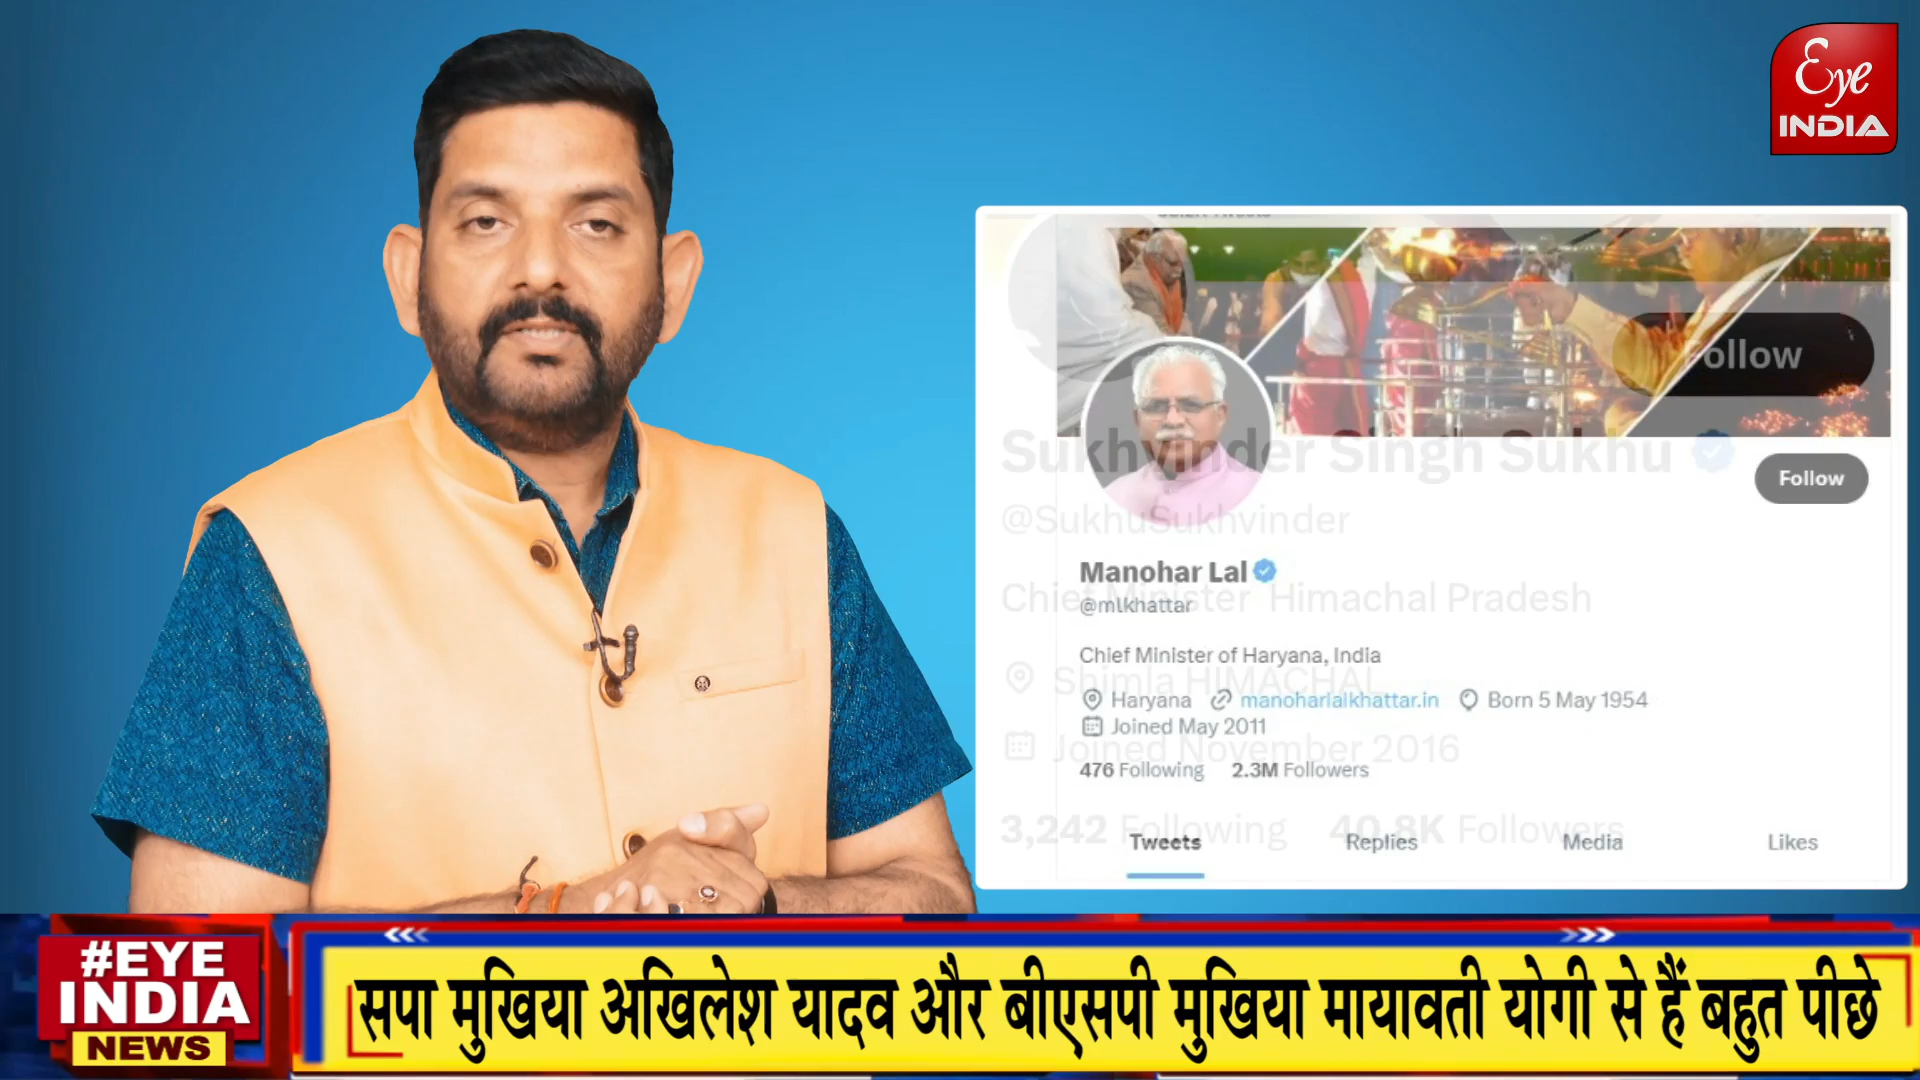 Eye
INDIA
Follow
Sukhvinder Singh Sukhu
@SukhuSukhvinder
Chief Minister Himachal Pradesh
Shimla HIMACHAL
Joined November 2016
3,242 Following 40.8K Followers
Follow
Manohar Lal
@mlkhattar
Chief Minister of Haryana, India
Haryana manoharlalkhattar.in Born 5 May 1954
Joined May 2011
476 Following 2.3M Followers
Tweets Replies Media Likes
#EYE
INDIA
NEWS
सपा मुखिया अखिलेश यादव और बीएसपी मुखिया मायावती योगी से हैं बहुत पीछे